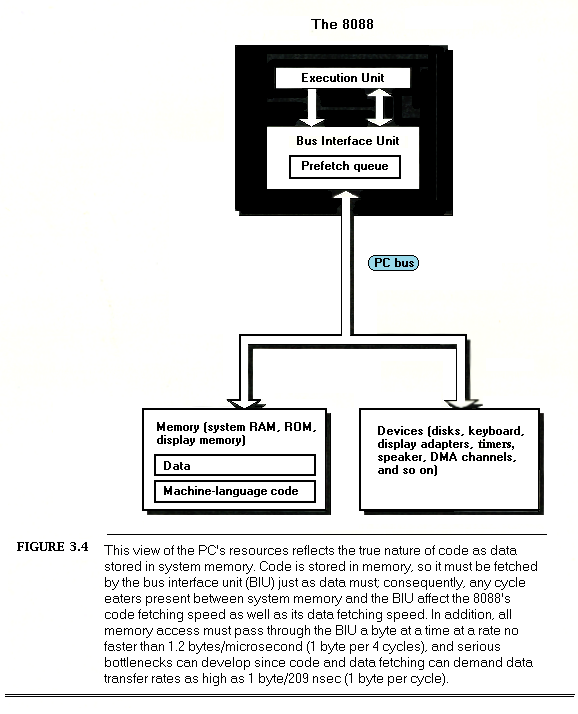 The 8088
Execution Unit
Bus Interface Unit
Prefetch queue
PC bus
Memory (system RAM, ROM,
display memory)
Data
Machine-language code
Devices (disks, keyboard,
display adapters, timers,
speaker, DMA channels,
and so on)
FIGURE 3.4
This view of the PC's resources reflects the true nature of code as data
stored in system memory. Code is stored in memory, so it must be fetched
by the bus interface unit (BIU) just as data must; consequently, any cycle
eaters present between system memory and the BIU affect the 8088's
code fetching speed as well as its data fetching speed. In addition, all
memory access must pass through the BIU a byte at a time at a rate no
faster than 1.2 bytes/microsecond (1 byte per 4 cycles), and serious
bottlenecks can develop since code and data fetching can demand data
transfer rates as high as 1 byte/209 nsec (1 byte per cycle).